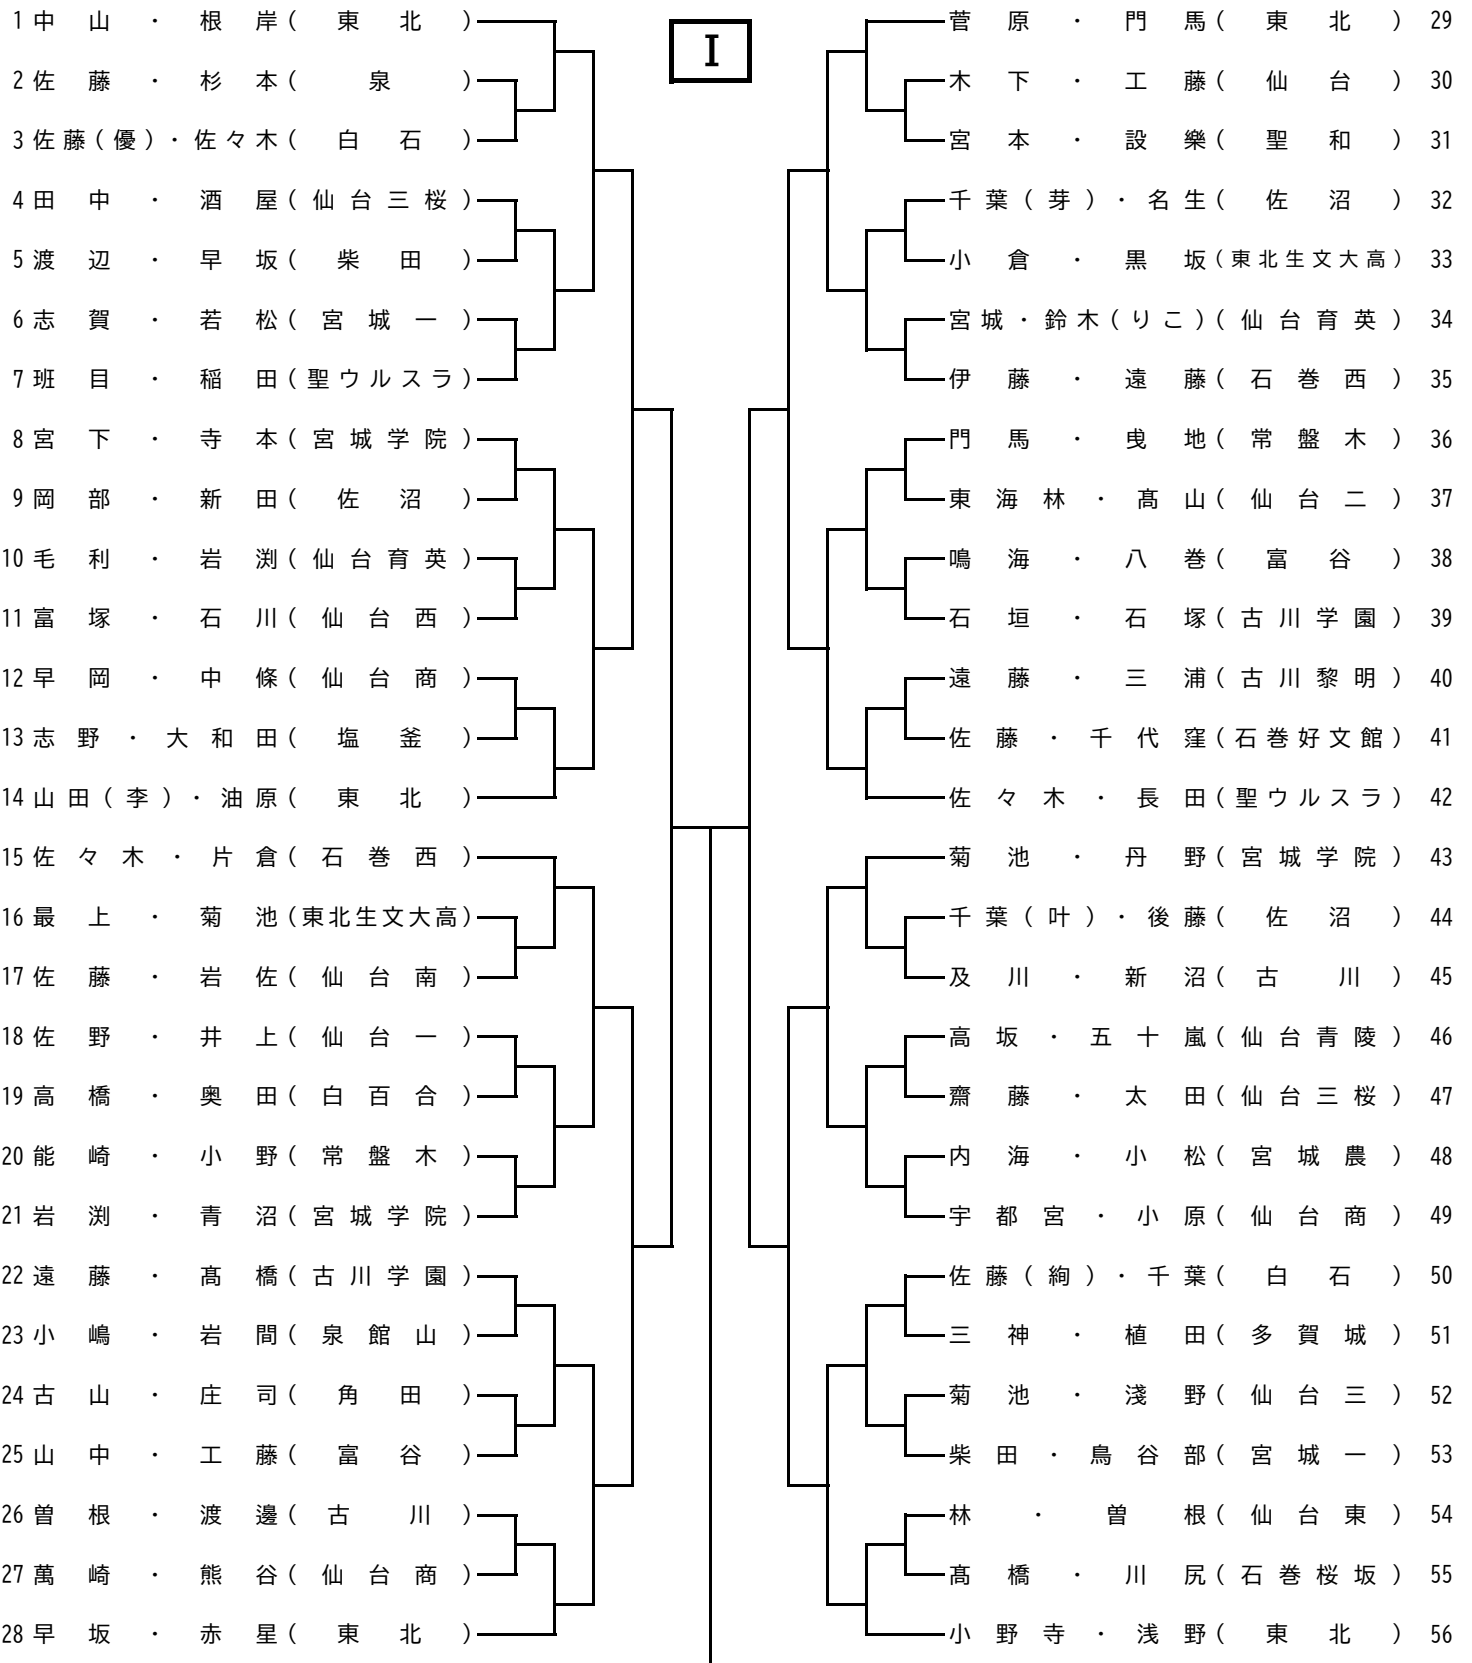 I
1 中山・根岸(東北)
2 佐藤・杉本(泉)
3 佐藤(優)・佐々木(白石)
4 田中・酒屋(仙台三桜)
5 渡辺・早坂(柴田)
6 志賀・若松(宮城一)
7 班目・稲田(聖ウルスラ)
8 宮下・寺本(宮城学院)
9 岡部・新田(佐沼)
10 毛利・岩渕(仙台育英)
11 富塚・石川(仙台西)
12 早岡・中條(仙台商)
13 志野・大和田(塩釜)
14 山田(李)・油原(東北)
15 佐々木・片倉(石巻西)
16 最上・菊池(東北生文大高)
17 佐藤・岩佐(仙台南)
18 佐野・井上(仙台一)
19 高橋・奥田(白百合)
20 能崎・小野(常盤木)
21 岩渕・青沼(宮城学院)
22 遠藤・髙橋(古川学園)
23 小嶋・岩間(泉館山)
24 古山・庄司(角田)
25 山中・工藤(富谷)
26 曽根・渡邊(古川)
27 萬崎・熊谷(仙台商)
28 早坂・赤星(東北)
菅原・門馬(東北) 29
木下・工藤(仙台) 30
宮本・設樂(聖和) 31
千葉(芽)・名生(佐沼) 32
小倉・黒坂(東北生文大高) 33
宮城・鈴木(りこ)(仙台育英) 34
伊藤・遠藤(石巻西) 35
門馬・曵地(常盤木) 36
東海林・髙山(仙台二) 37
鳴海・八巻(富谷) 38
石垣・石塚(古川学園) 39
遠藤・三浦(古川黎明) 40
佐藤・千代窪(石巻好文館) 41
佐々木・長田(聖ウルスラ) 42
菊池・丹野(宮城学院) 43
千葉(叶)・後藤(佐沼) 44
及川・新沼(古川) 45
高坂・五十嵐(仙台青陵) 46
齋藤・太田(仙台三桜) 47
内海・小松(宮城農) 48
宇都宮・小原(仙台商) 49
佐藤(絢)・千葉(白石) 50
三神・植田(多賀城) 51
菊池・淺野(仙台三) 52
柴田・鳥谷部(宮城一) 53
林・曽根(仙台東) 54
髙橋・川尻(石巻桜坂) 55
小野寺・浅野(東北) 56